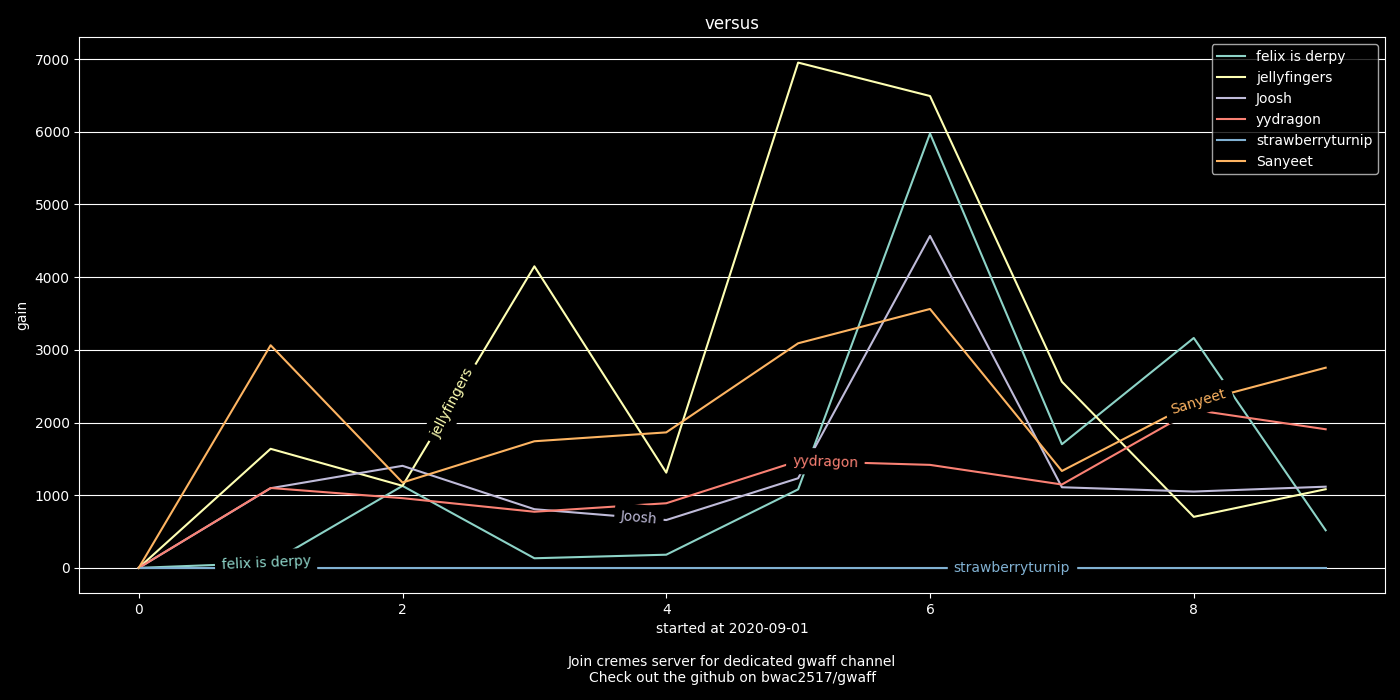 versus
7000
6000
5000
4000
3000
2000
1000
0
gain
felix is derpy
jellyfingers
Joosh
yydragon
strawberryturnip
Sanyeet
jellyfingers
Sanyeet
yydragon
Joosh
felix is derpy
strawberryturnip
0 2 4 6 8
started at 2020-09-01
Join cremes server for dedicated gwaff channel
Check out the github on bwac2517/gwaff